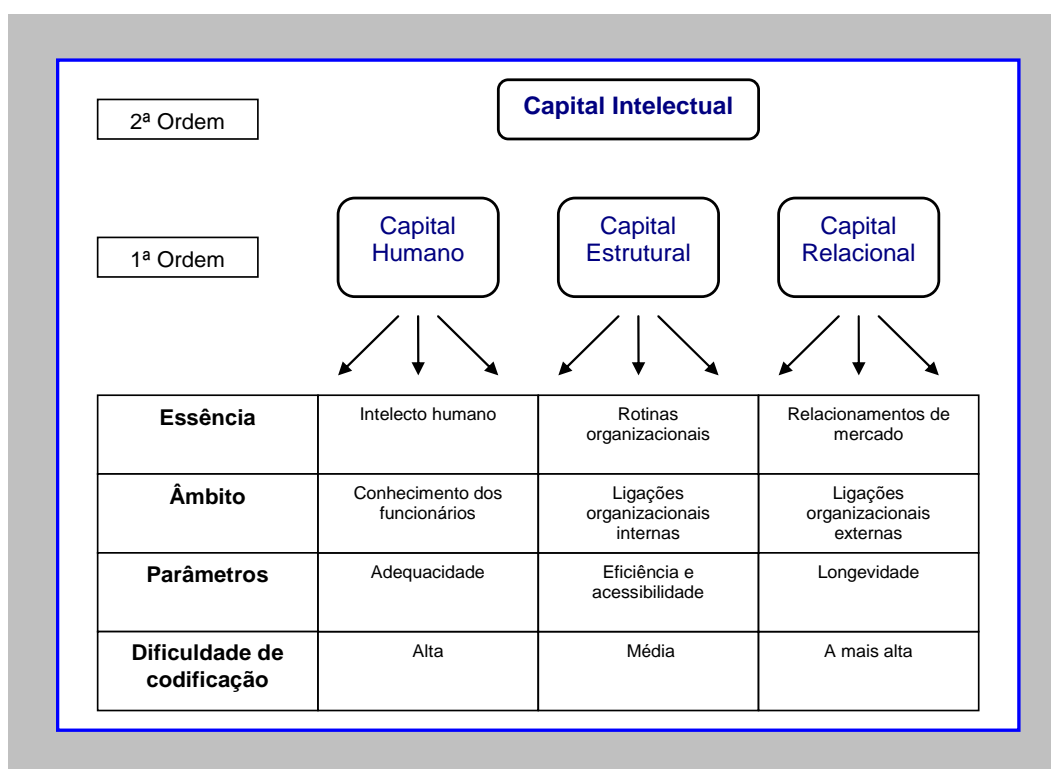 2ª Ordem
Capital Intelectual
1ª Ordem
Capital
Humano
Capital
Estrutural
Capital
Relacional
Essência
Intelecto humano
Rotinas
organizacionais
Relacionamentos de
mercado
Âmbito
Conhecimento dos
funcionários
Ligações
organizacionais
internas
Ligações
organizacionais
externas
Parâmetros
Adequacidade
Eficiência e
acessibilidade
Longevidade
Dificuldade de
codificação
Alta
Média
A mais alta